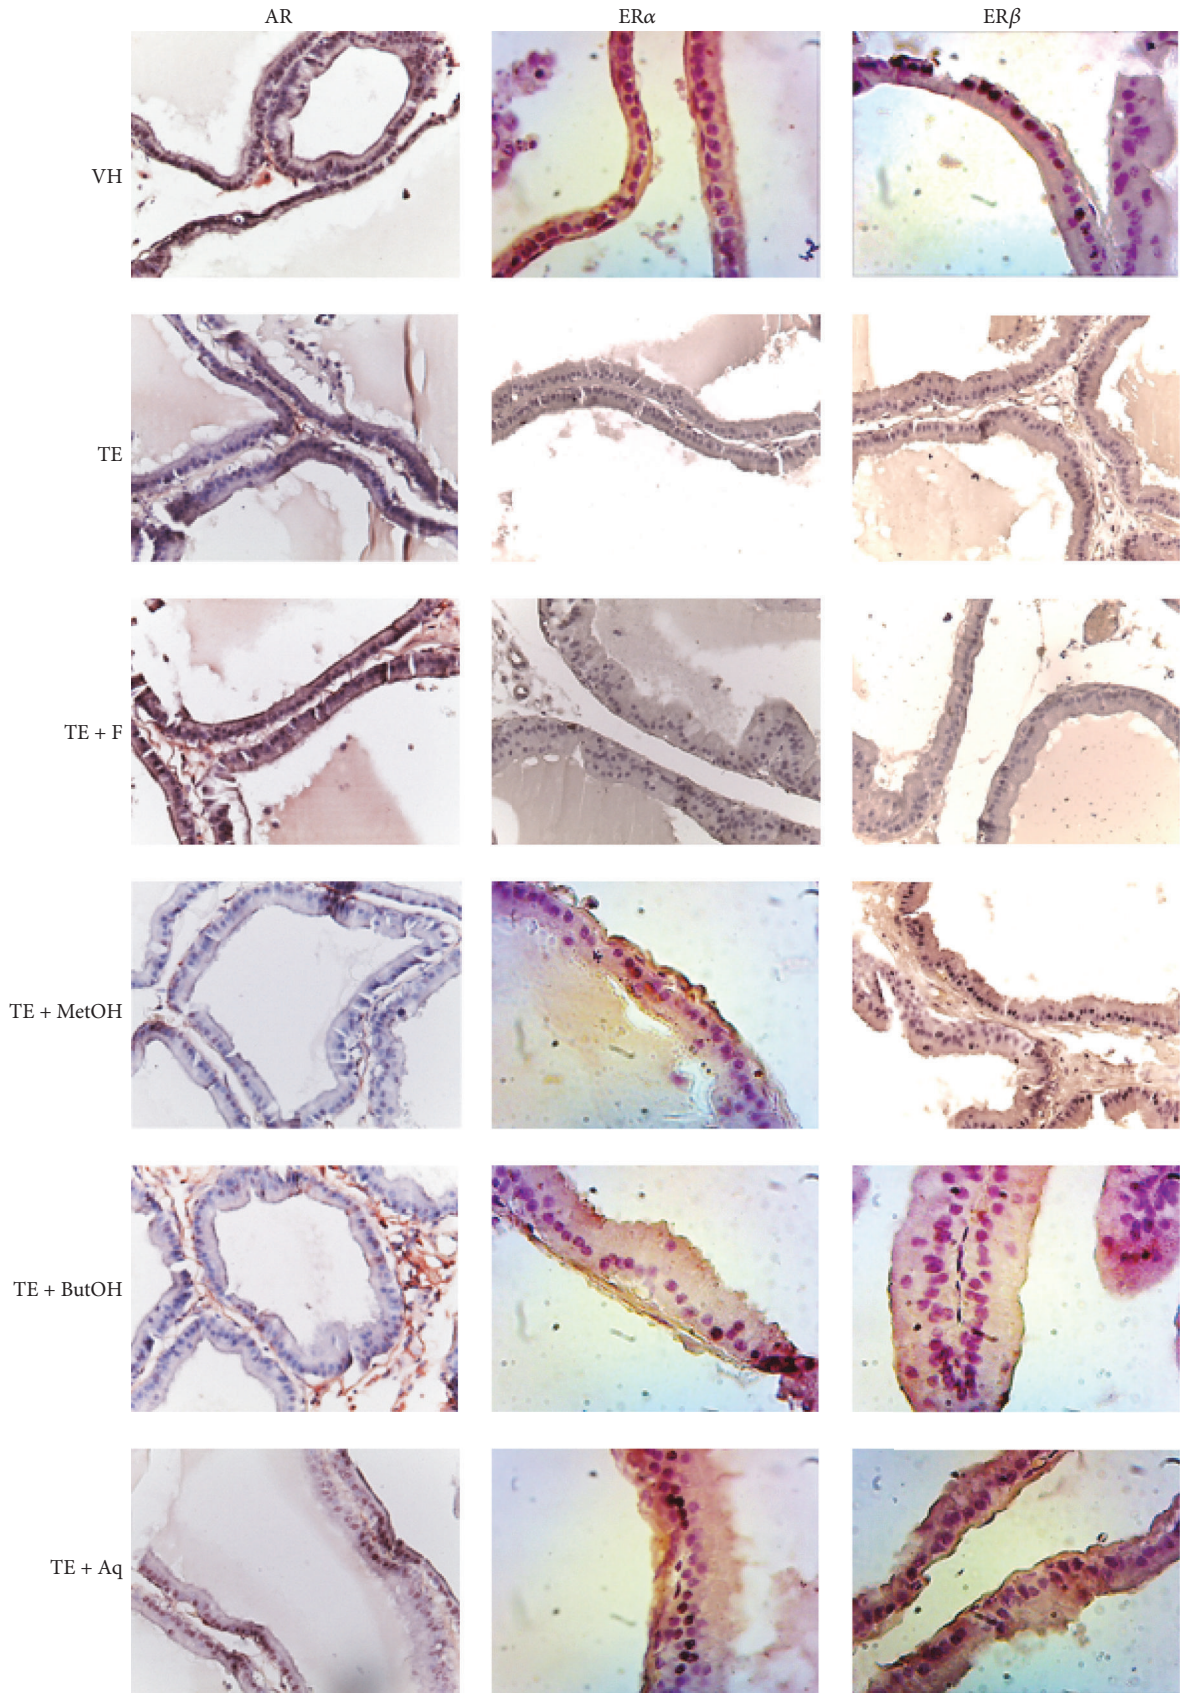 AR ERα ERβ
VH
TE
TE + F
TE + MetOH
TE + ButOH
TE + Aq